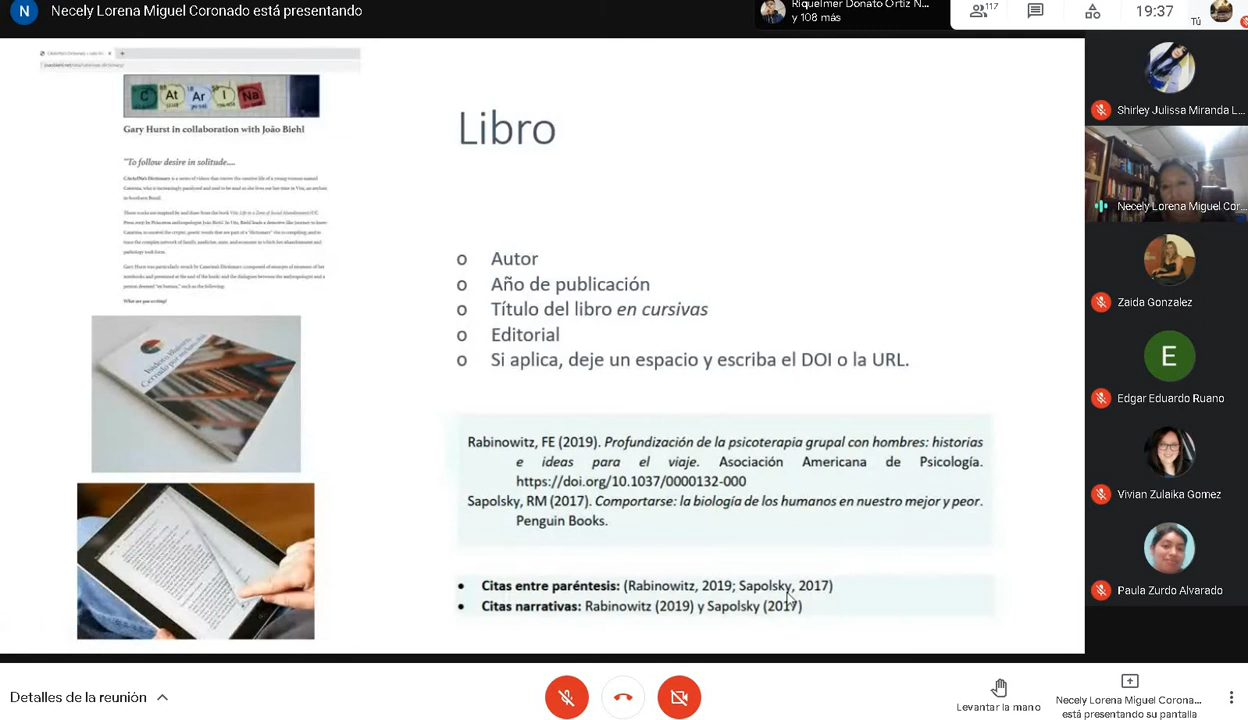 N
Necely Lorena Miguel Coronado está presentando
Riquelmer Donato Ortiz N...
y 108 más
117
19:37
Tú
C At Ar I Na
Gary Hurst in collaboration with João Biehl
"To follow desire in solitude....
What are you writing?
Libro
o Autor
o Año de publicación
o Título del libro en cursivas
o Editorial
o Si aplica, deje un espacio y escriba el DOI o la URL.
Rabinowitz, FE (2019). Profundización de la psicoterapia grupal con hombres: historias
e ideas para el viaje. Asociación Americana de Psicología.
https://doi.org/10.1037/0000132-000
Sapolsky, RM (2017). Comportarse: la biología de los humanos en nuestro mejor y peor.
Penguin Books.
• Citas entre paréntesis: (Rabinowitz, 2019; Sapolsky, 2017)
• Citas narrativas: Rabinowitz (2019) y Sapolsky (2017)
Shirley Julissa Miranda L...
Necely Lorena Miguel Cor...
Zaida Gonzalez
E
Edgar Eduardo Ruano
Vivian Zulaika Gomez
Paula Zurdo Alvarado
Detalles de la reunión
Levantar la mano
Necely Lorena Miguel Corona...
está presentando su pantalla